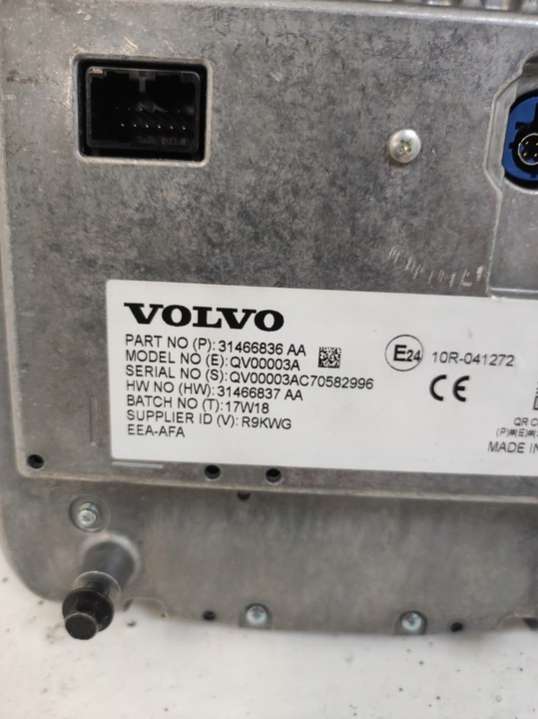 VOLVO
PART NO (P): 31466836 AA
MODEL NO (E): QV00003A
SERIAL NO (S): QV00003AC70582996
HW NO (HW): 31466837 AA
BATCH NO (T): 17W18
SUPPLIER ID (V): R9KWG
EEA-AFA
E24 10R-041272
CE
QR C
MADE IN